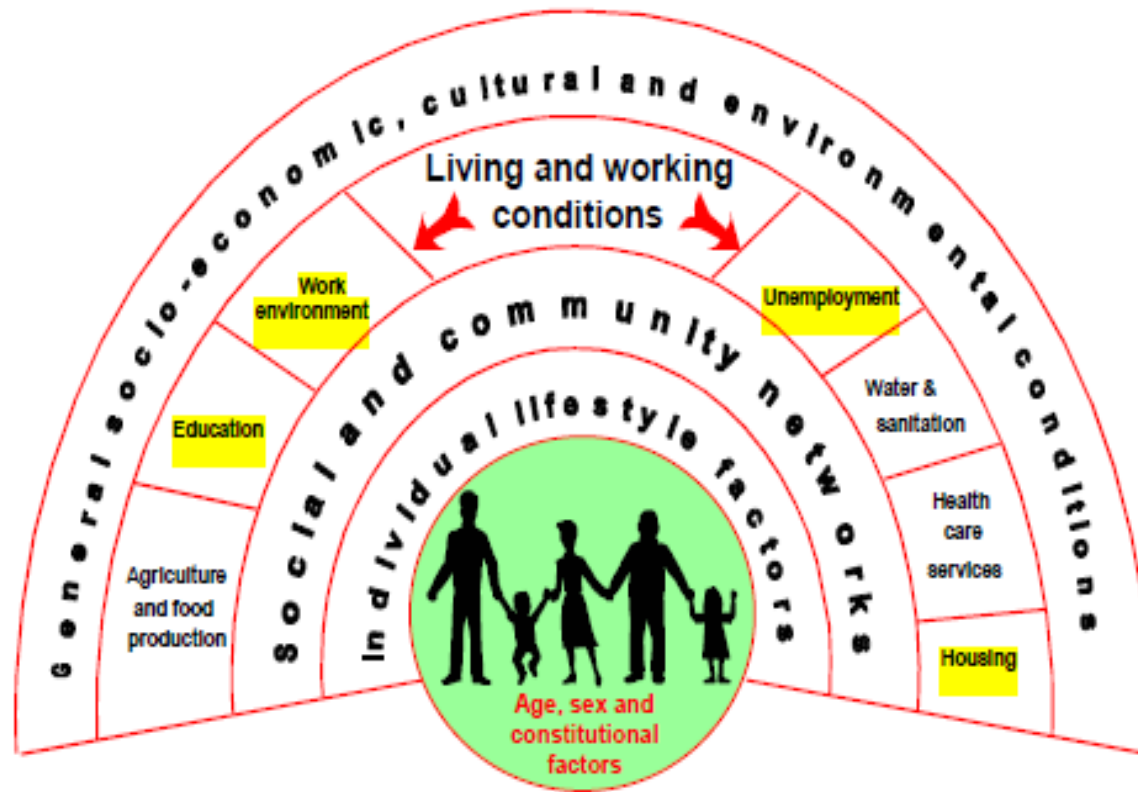 General socio-economic, cultural and environmental conditions
Living and working
conditions
Work
environment
Unemployment
Education
Water &
sanitation
Agriculture
and food
production
Health
care
services
Housing
Social and community networks
Individual lifestyle factors
Age, sex and
constitutional
factors